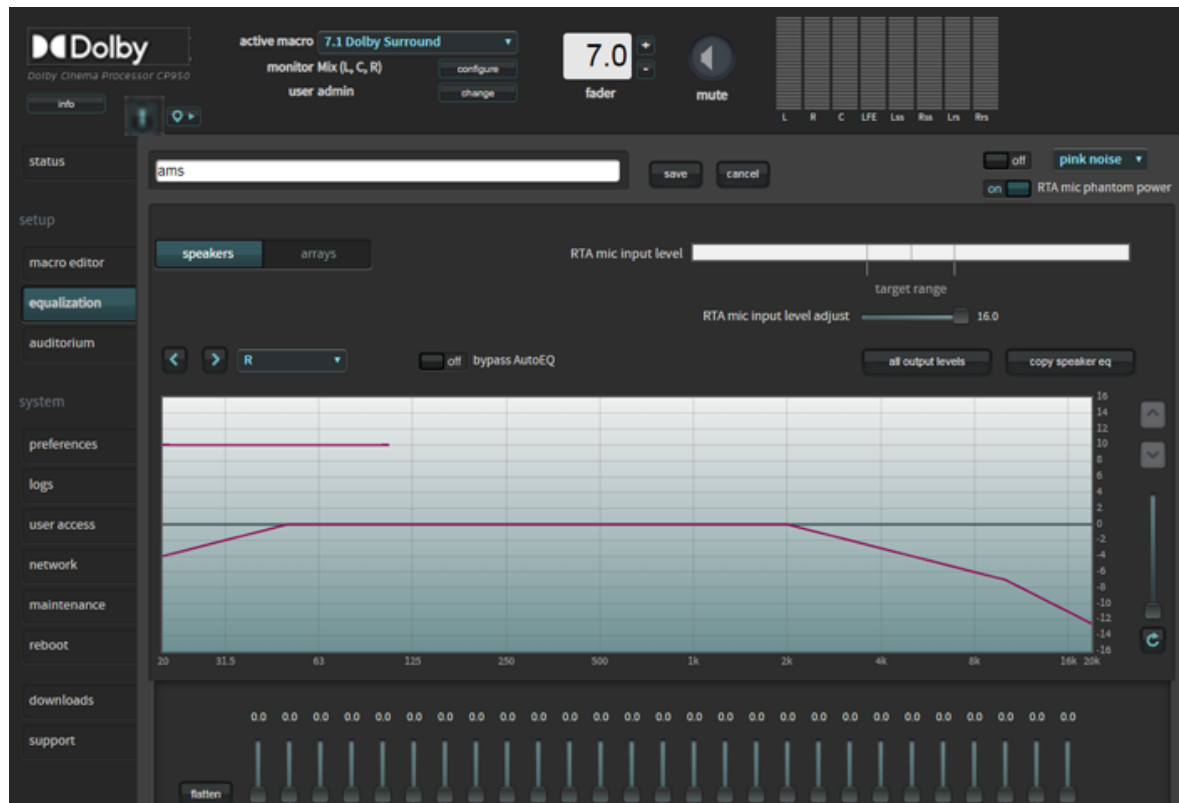 Dolby
Dolby Cinema Processor CP950
info
active macro 7.1 Dolby Surround
monitor Mix (L, C, R) configure
user admin change
7.0 + -
fader
mute
L R C LFE Lss Rss Lrs Rrs
status
setup
macro editor
equalization
auditorium
system
preferences
logs
user access
network
maintenance
reboot
downloads
support
ams save cancel
off pink noise
on RTA mic phantom power
speakers arrays
RTA mic input level
target range
RTA mic input level adjust 16.0
R off bypass AutoEQ all output levels copy speaker eq
16
14
12
10
8
6
4
2
0
-2
-4
-6
-8
-10
-12
-14
-16
20 31.5 63 125 250 500 1k 2k 4k 8k 16k 20k
0.0 0.0 0.0 0.0 0.0 0.0 0.0 0.0 0.0 0.0 0.0 0.0 0.0 0.0 0.0 0.0 0.0 0.0 0.0 0.0 0.0 0.0 0.0 0.0 0.0 0.0 0.0
flatten